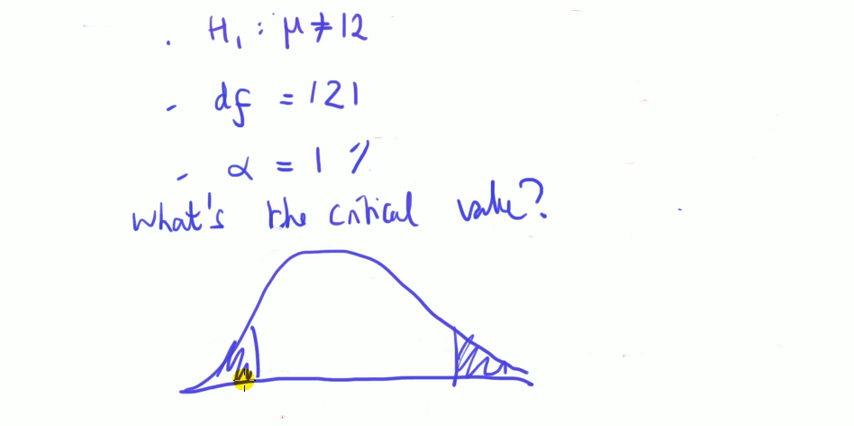 . H₁ : μ ≠ 12
- df = 121
- α = 1 %
What's the critical value?